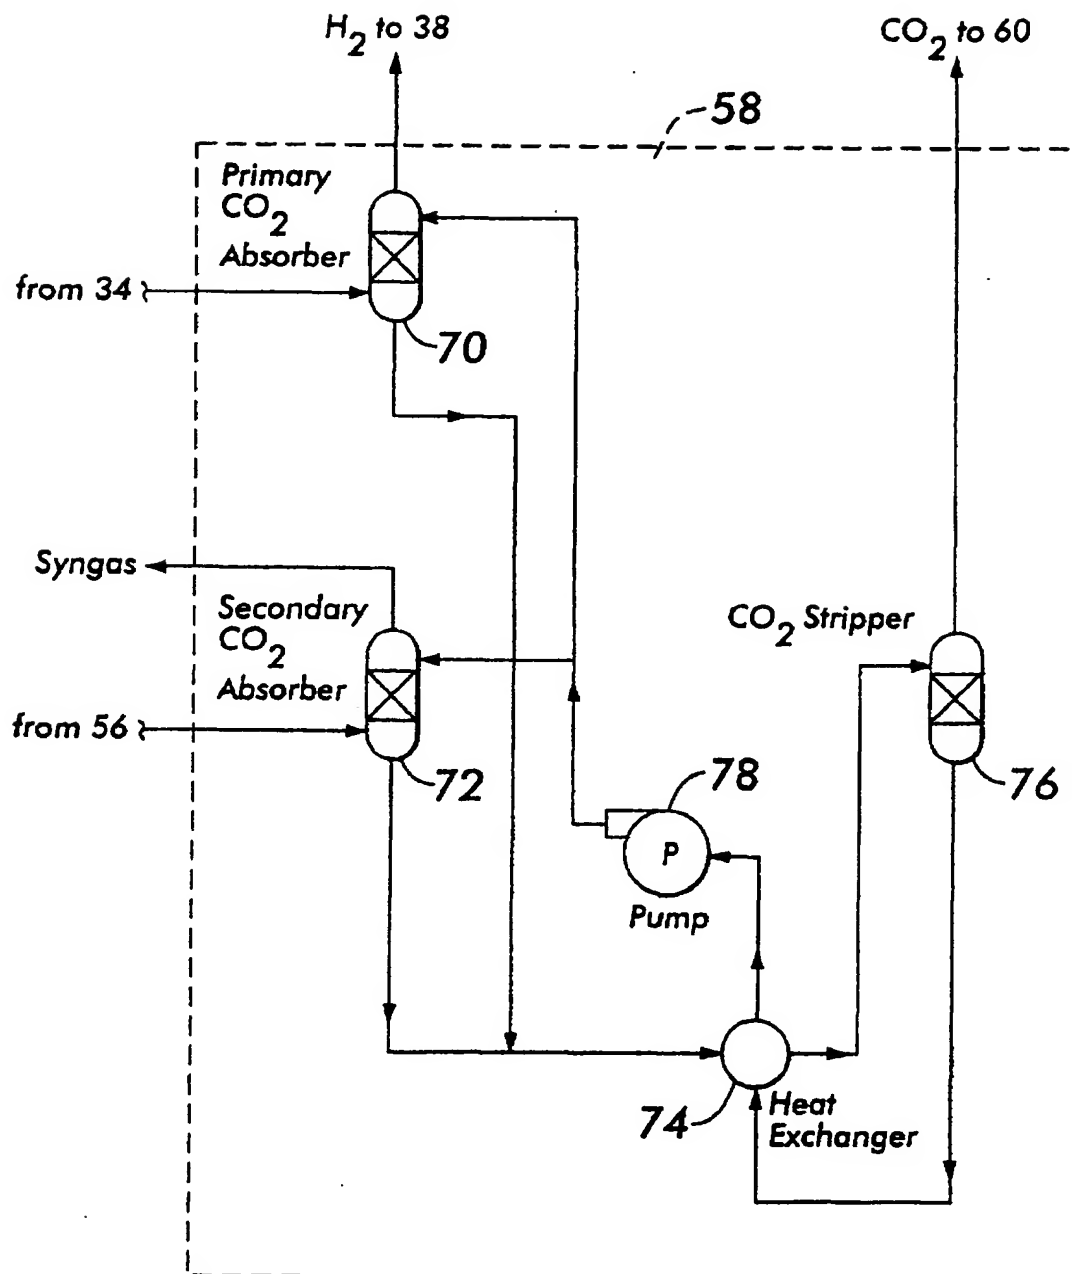 H2 to 38
CO2 to 60
58
Primary
CO2
Absorber
from 34
70
Syngas
Secondary
CO2
Absorber
CO2 Stripper
from 56
72
78
76
P
Pump
74
Heat
Exchanger